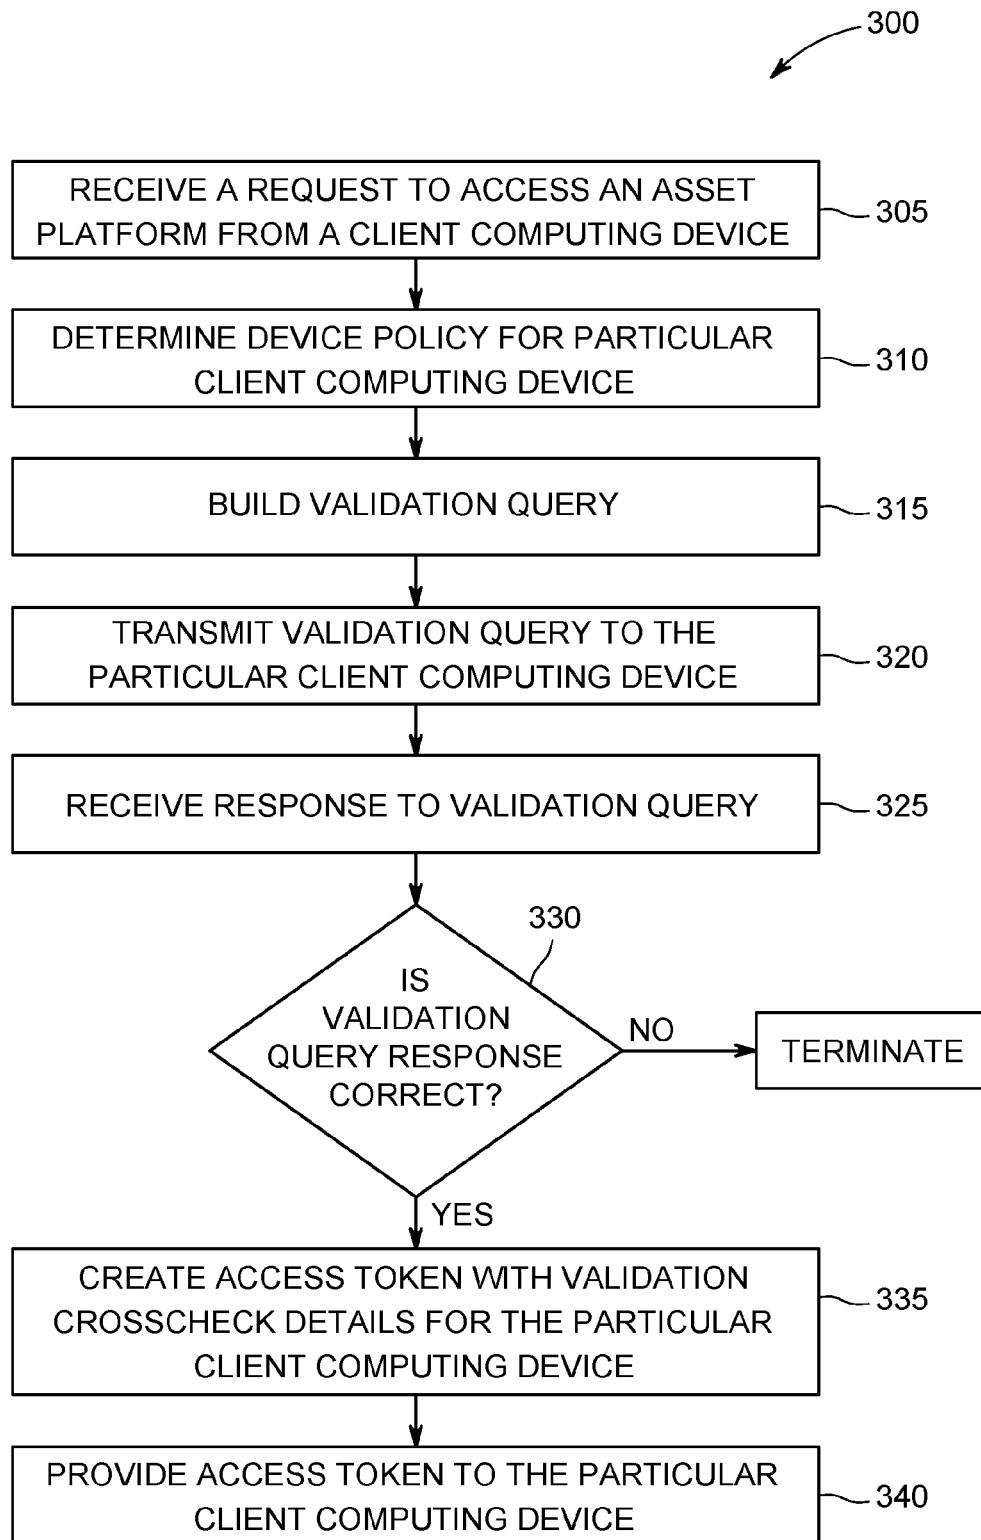 300
RECEIVE A REQUEST TO ACCESS AN ASSET
PLATFORM FROM A CLIENT COMPUTING DEVICE
305
DETERMINE DEVICE POLICY FOR PARTICULAR
CLIENT COMPUTING DEVICE
310
BUILD VALIDATION QUERY
315
TRANSMIT VALIDATION QUERY TO THE
PARTICULAR CLIENT COMPUTING DEVICE
320
RECEIVE RESPONSE TO VALIDATION QUERY
325
330
IS
VALIDATION
QUERY RESPONSE
CORRECT?
NO
TERMINATE
YES
CREATE ACCESS TOKEN WITH VALIDATION
CROSSCHECK DETAILS FOR THE PARTICULAR
CLIENT COMPUTING DEVICE
335
PROVIDE ACCESS TOKEN TO THE PARTICULAR
CLIENT COMPUTING DEVICE
340